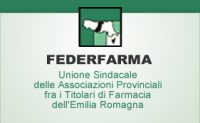 FEDERFARMA
Unione Sindacale
delle Associazioni Provinciali
fra i Titolari di Farmacia
dell'Emilia Romagna